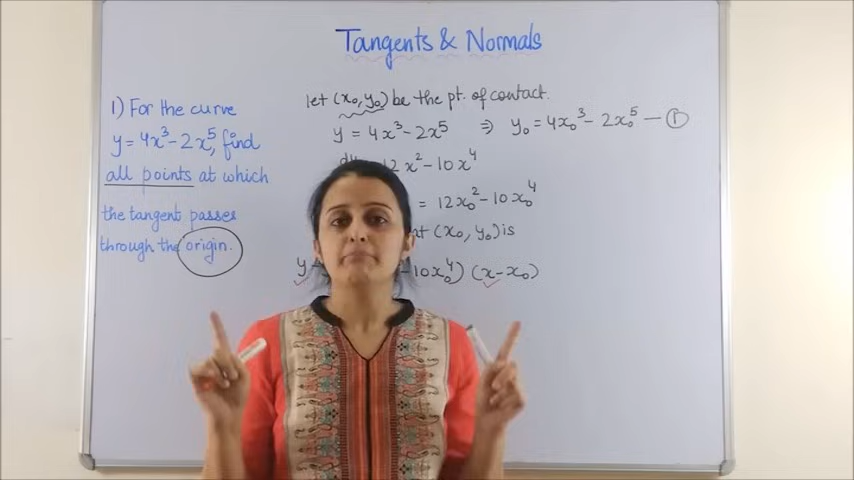 Tangents & Normals
1) For the curve
y = 4x³ - 2x⁵, find
all points at which
the tangent passes
through the origin.
let (x₀, y₀) be the pt. of contact.
y = 4x³ - 2x⁵ ⇒ y₀ = 4x₀³ - 2x₀⁵ — ①
12x² - 10x⁴
= 12x₀² - 10x₀⁴
(x₀, y₀) is
y - 10x₀⁴) (x - x₀)